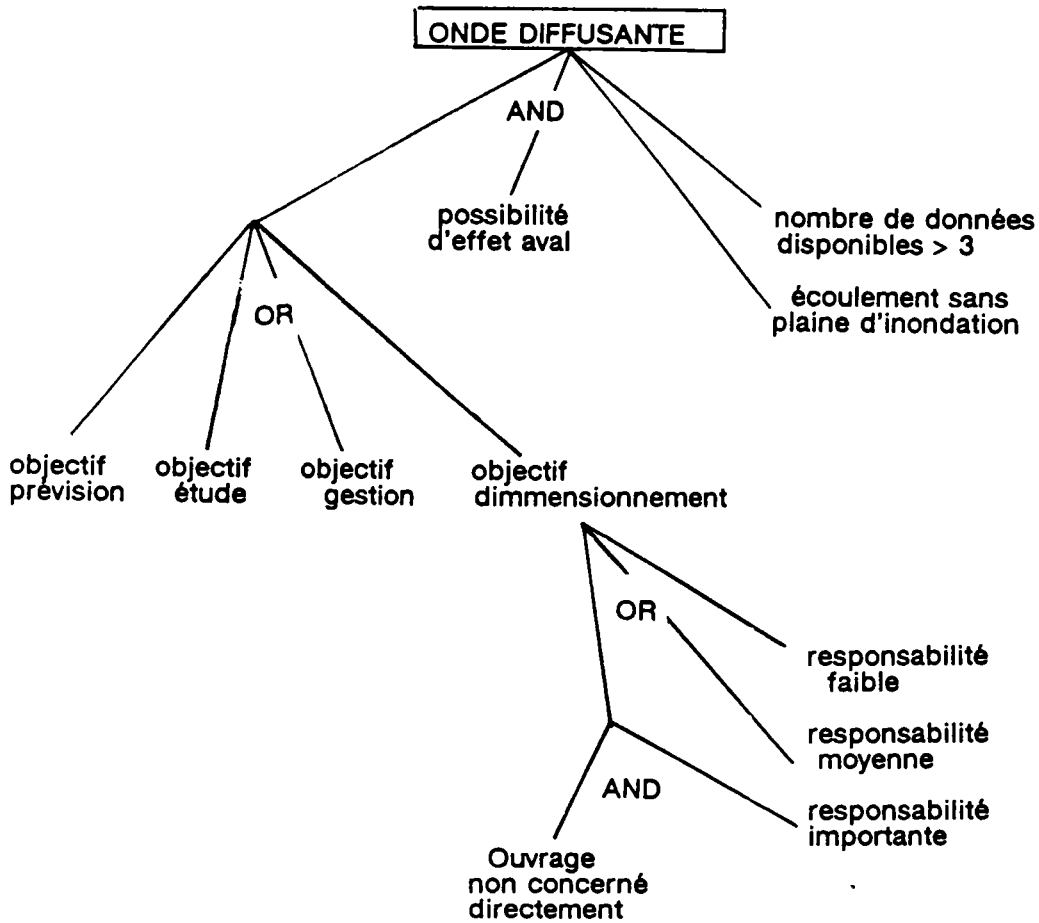 ONDE DIFFUSANTE
AND
possibilité
d'effet aval
nombre de données
disponibles > 3
écoulement sans
plaine d'inondation
OR
objectif
prévision
objectif
étude
objectif
gestion
objectif
dimmensionnement
OR
responsabilité
faible
responsabilité
moyenne
AND
responsabilité
importante
Ouvrage
non concerné
directement